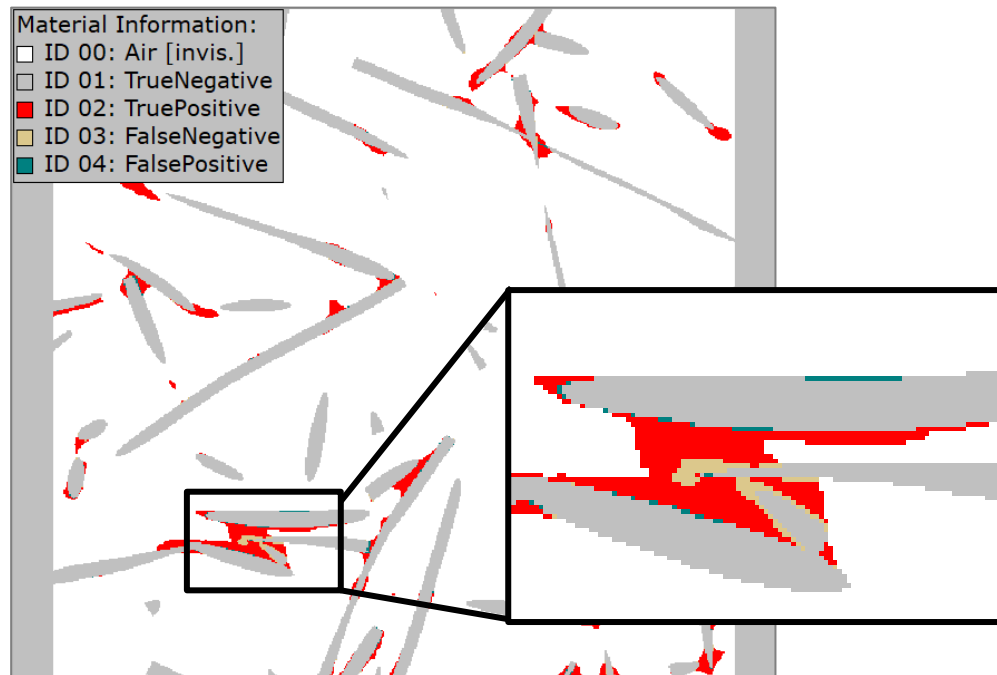 Material Information:
ID 00: Air [invis.]
ID 01: TrueNegative
ID 02: TruePositive
ID 03: FalseNegative
ID 04: FalsePositive